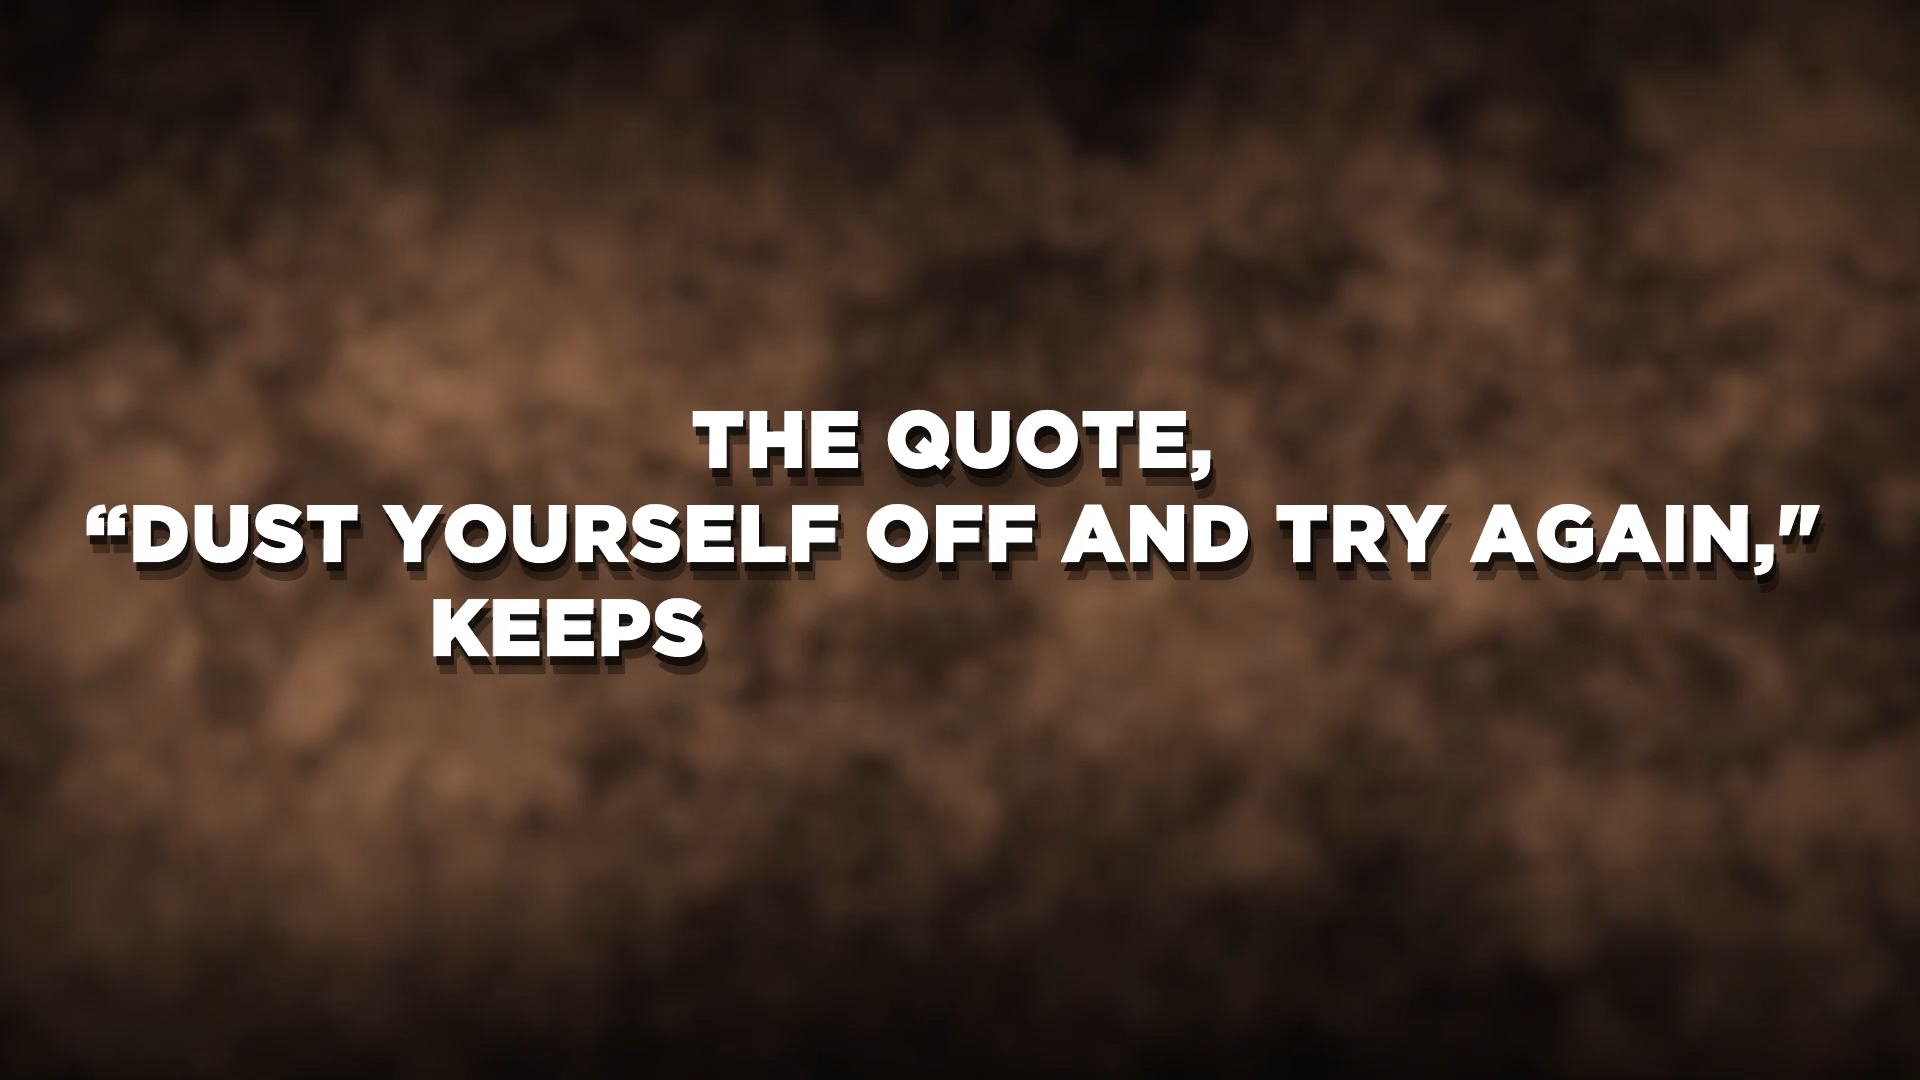 THE QUOTE,
“DUST YOURSELF OFF AND TRY AGAIN,"
KEEPS